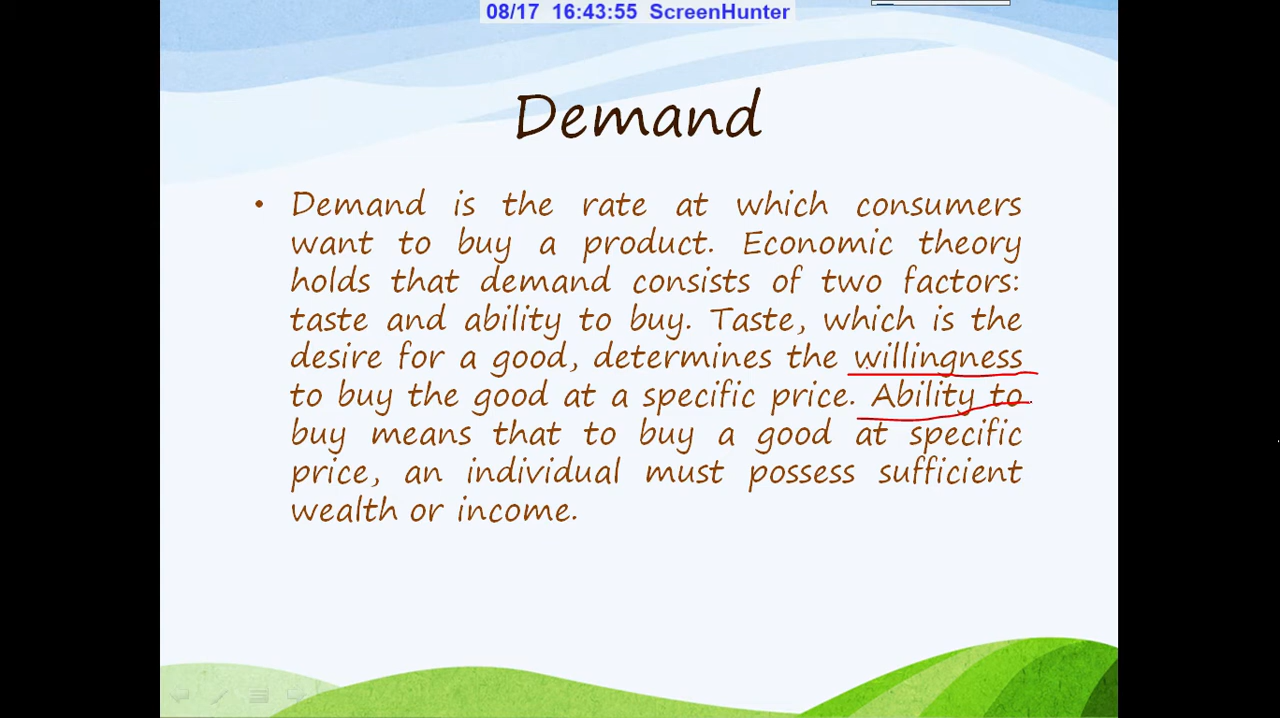 08/17 16:43:55 ScreenHunter
Demand
• Demand is the rate at which consumers
want to buy a product. Economic theory
holds that demand consists of two factors:
taste and ability to buy. Taste, which is the
desire for a good, determines the willingness
to buy the good at a specific price. Ability to
buy means that to buy a good at specific
price, an individual must possess sufficient
wealth or income.